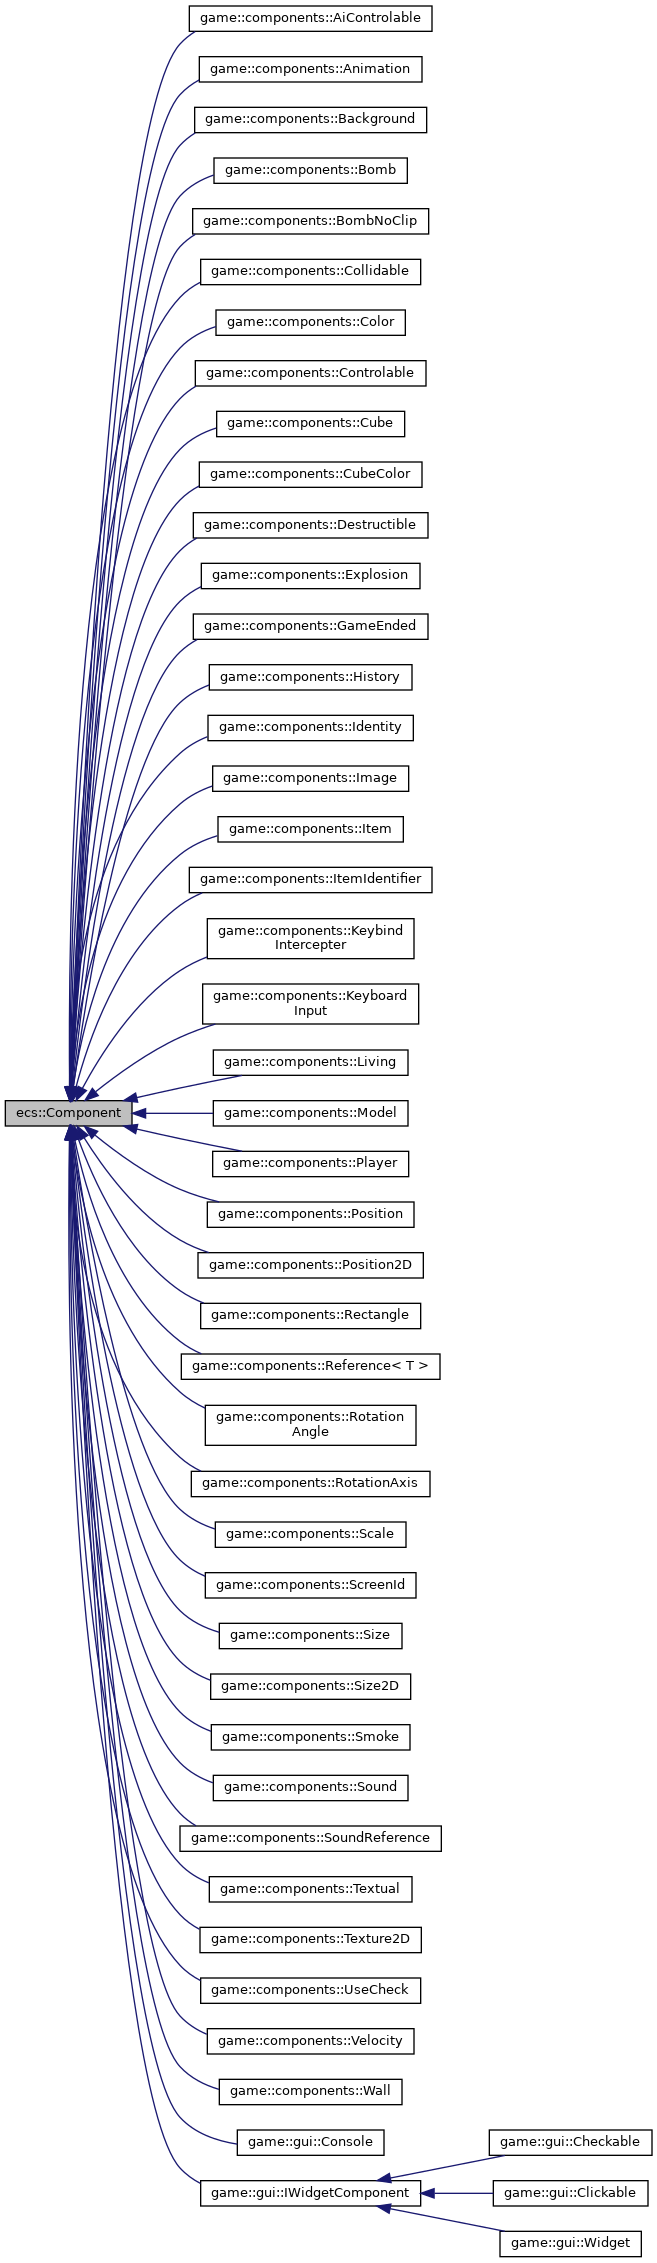 game::components::AiControlable
game::components::Animation
game::components::Background
game::components::Bomb
game::components::BombNoClip
game::components::Collidable
game::components::Color
game::components::Controlable
game::components::Cube
game::components::CubeColor
game::components::Destructible
game::components::Explosion
game::components::GameEnded
game::components::History
game::components::Identity
game::components::Image
game::components::Item
game::components::ItemIdentifier
game::components::Keybind
Intercepter
game::components::Keyboard
Input
game::components::Living
ecs::Component
game::components::Model
game::components::Player
game::components::Position
game::components::Position2D
game::components::Rectangle
game::components::Reference< T >
game::components::Rotation
Angle
game::components::RotationAxis
game::components::Scale
game::components::ScreenId
game::components::Size
game::components::Size2D
game::components::Smoke
game::components::Sound
game::components::SoundReference
game::components::Textual
game::components::Texture2D
game::components::UseCheck
game::components::Velocity
game::components::Wall
game::gui::Console
game::gui::IWidgetComponent
game::gui::Checkable
game::gui::Clickable
game::gui::Widget